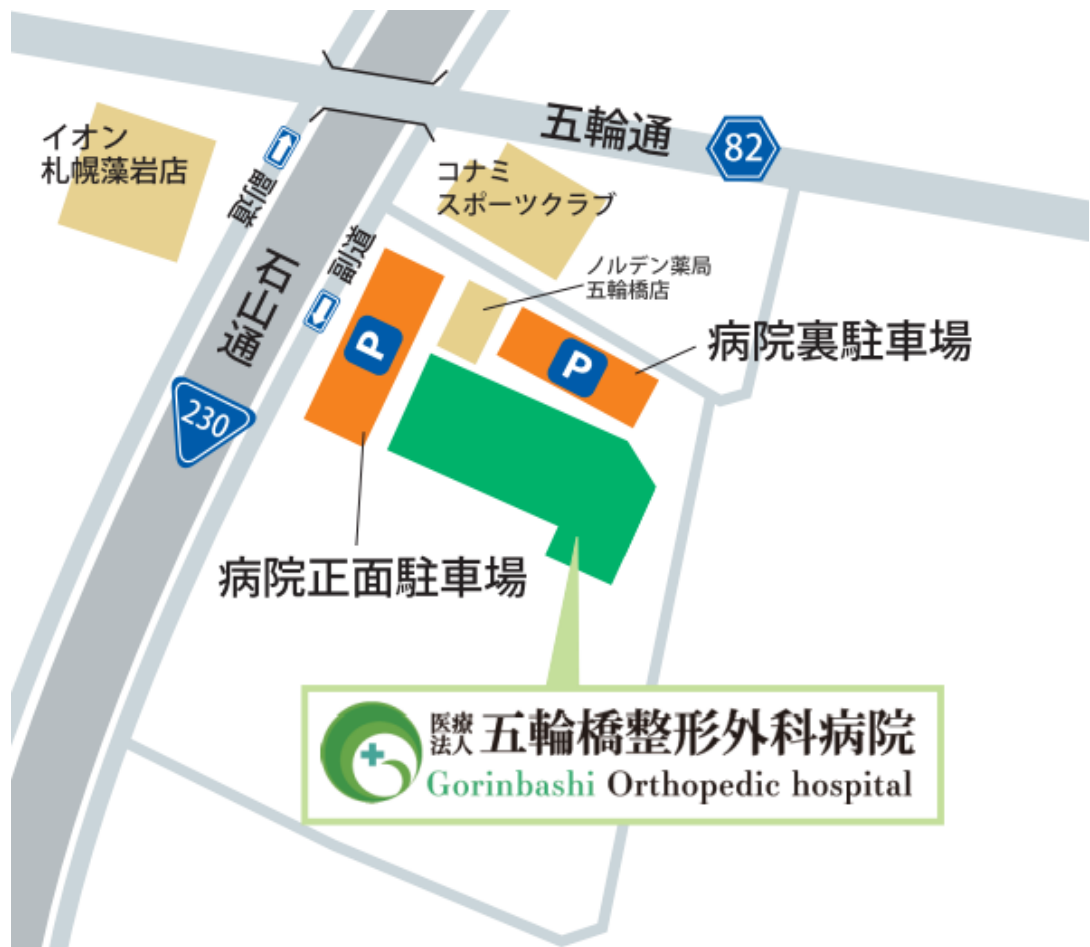 五輪通
82
イオン
札幌藻岩店
副道
コナミ
スポーツクラブ
副道
石山通
ノルデン薬局
五輪橋店
P
P
病院裏駐車場
230
病院正面駐車場
医療法人 五輪橋整形外科病院
Gorinbashi Orthopedic hospital